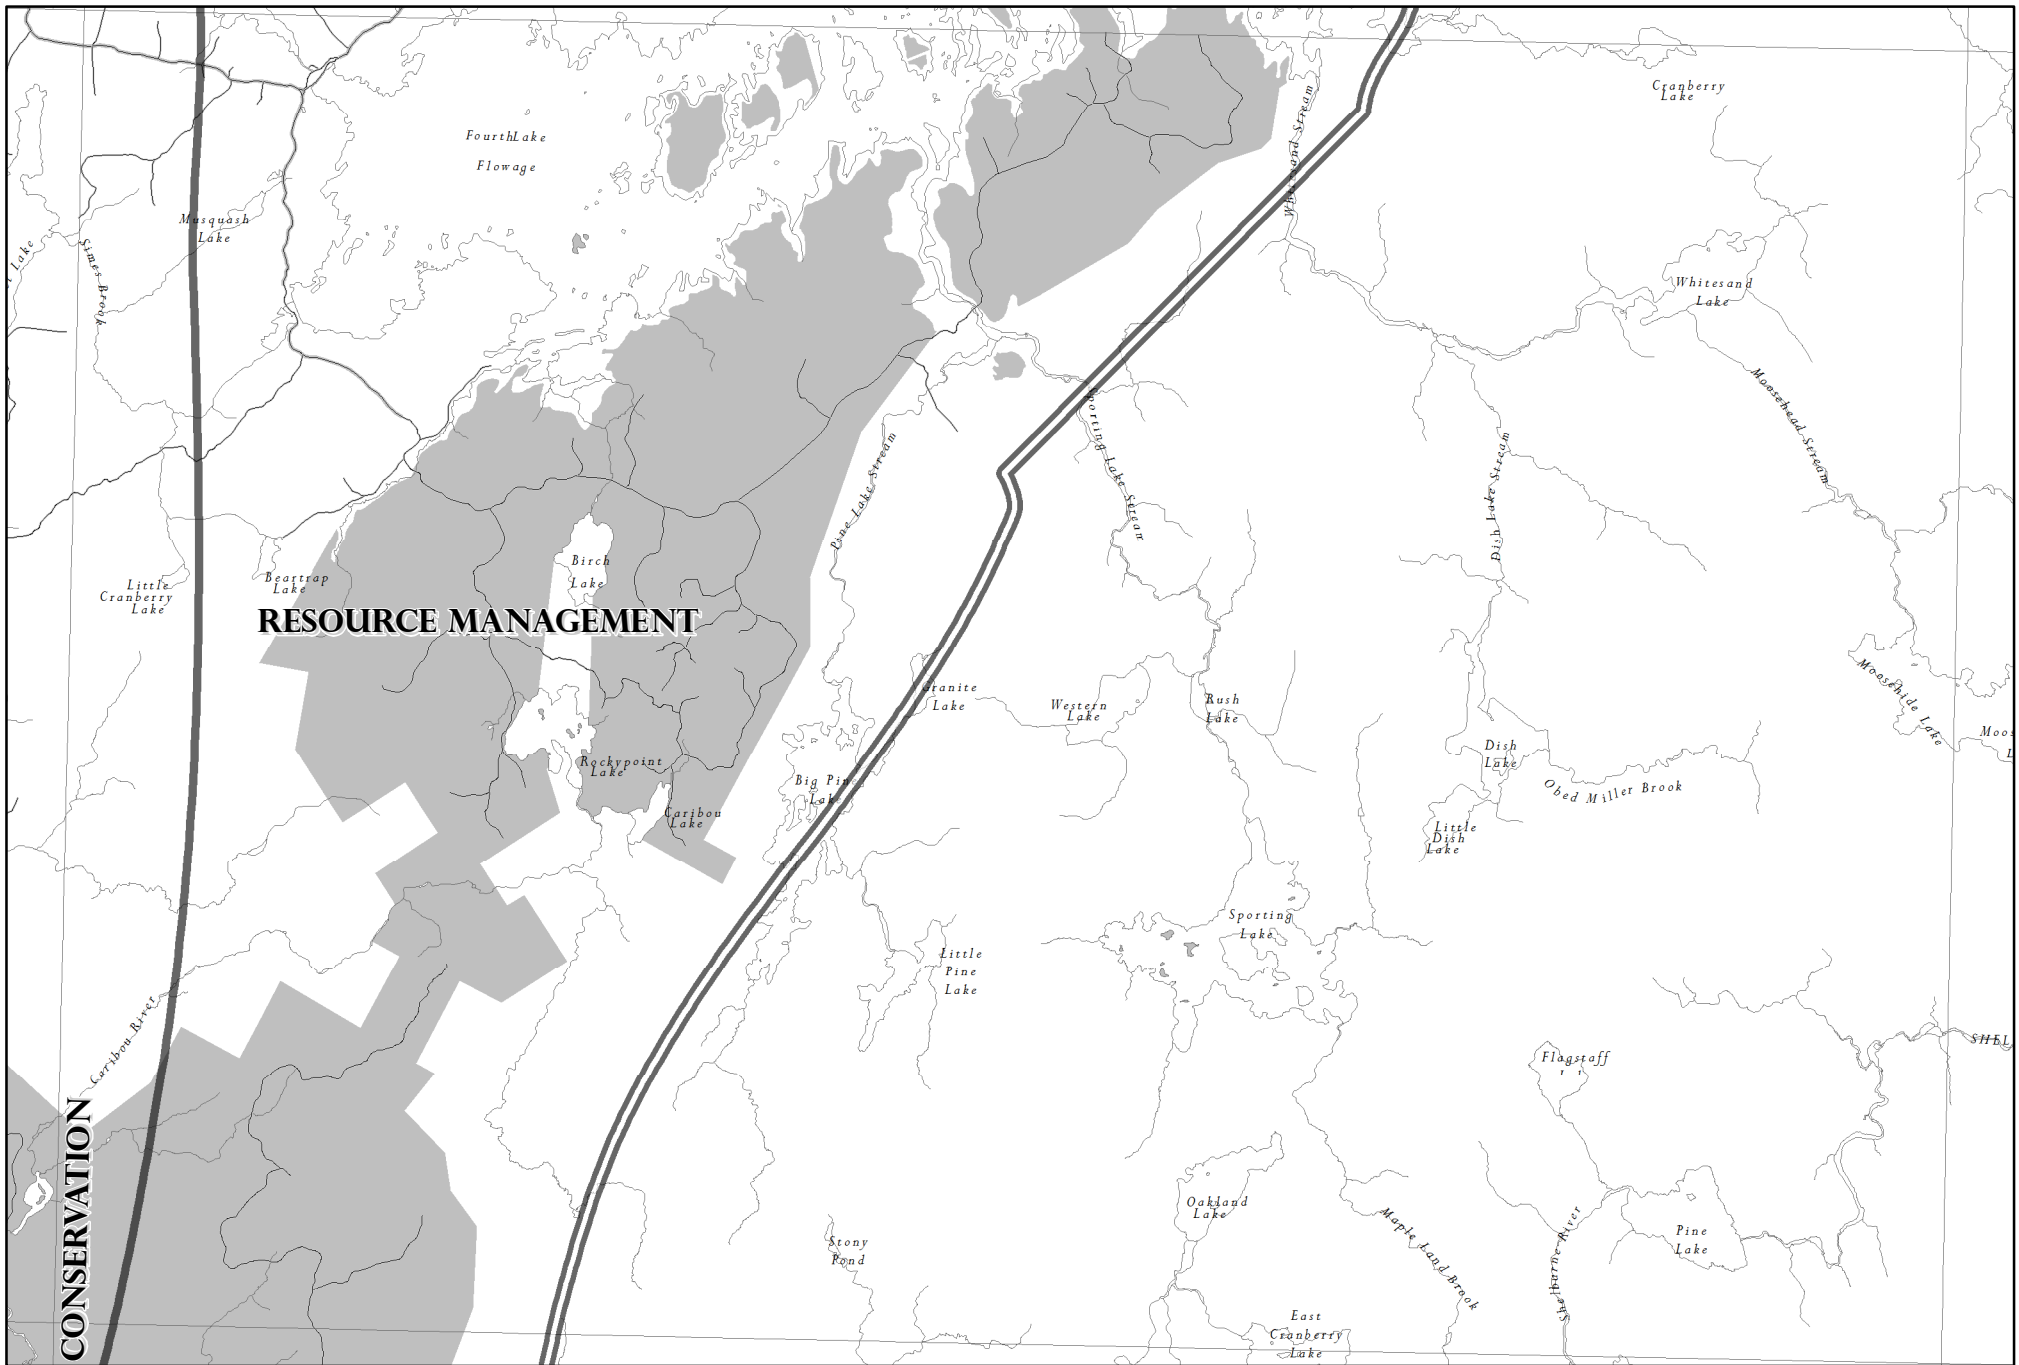 Cranberry
Lake
FourthLake
Flowage
Whitesand Stream
Musquash
Lake
Lake
Simes Brook
Whitesand
Lake
Moosehead Stream
Sporting Lake Stream
Pine Lake Stream
Dish Lake Stream
Birch
Lake
Beartrap
Lake
Little
Cranberry
Lake
RESOURCE MANAGEMENT
Granite
Lake
Western
Lake
Rush
Lake
Moosehide Lake
Moos
L
Dish
Lake
Obed Miller Brook
Rockypoint
Lake
Big Pine
Lake
Caribou
Lake
Little
Dish
Lake
Sporting
Lake
Little
Pine
Lake
Caribou River
SHEL
Flagstaff
CONSERVATION
Oakland
Lake
Maple Land Brook
Shelburne River
Pine
Lake
Stony
Pond
East
Cranberry
Lake